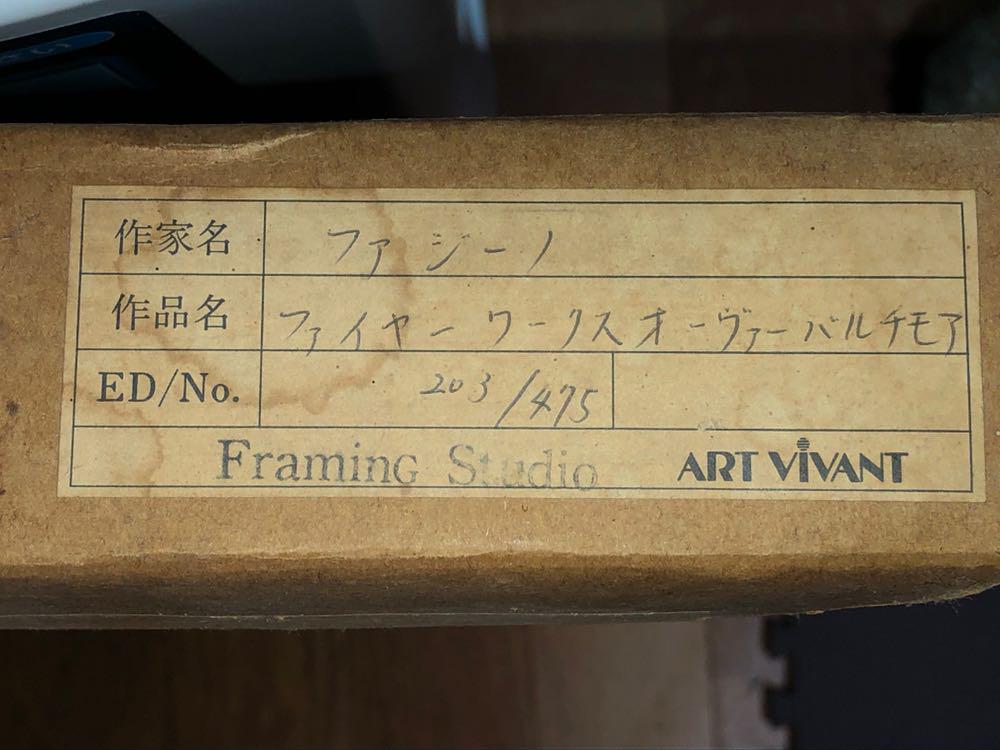 作家名 ファジーノ
作品名 ファイヤーワークスオーヴァーバルチモア
ED/No. 203/475
Framing Studio ART VIVANT